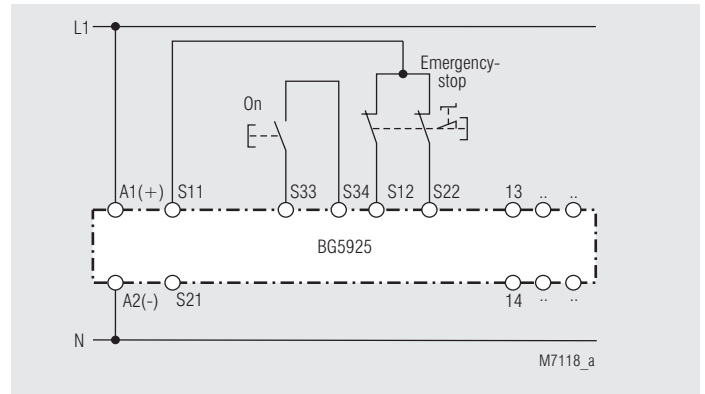 L1
Emergency-
stop
On
A1(+) S11 S33 S34 S12 S22 13 .. ..
BG5925
A2(-) S21 14 .. ..
N
M7118_a